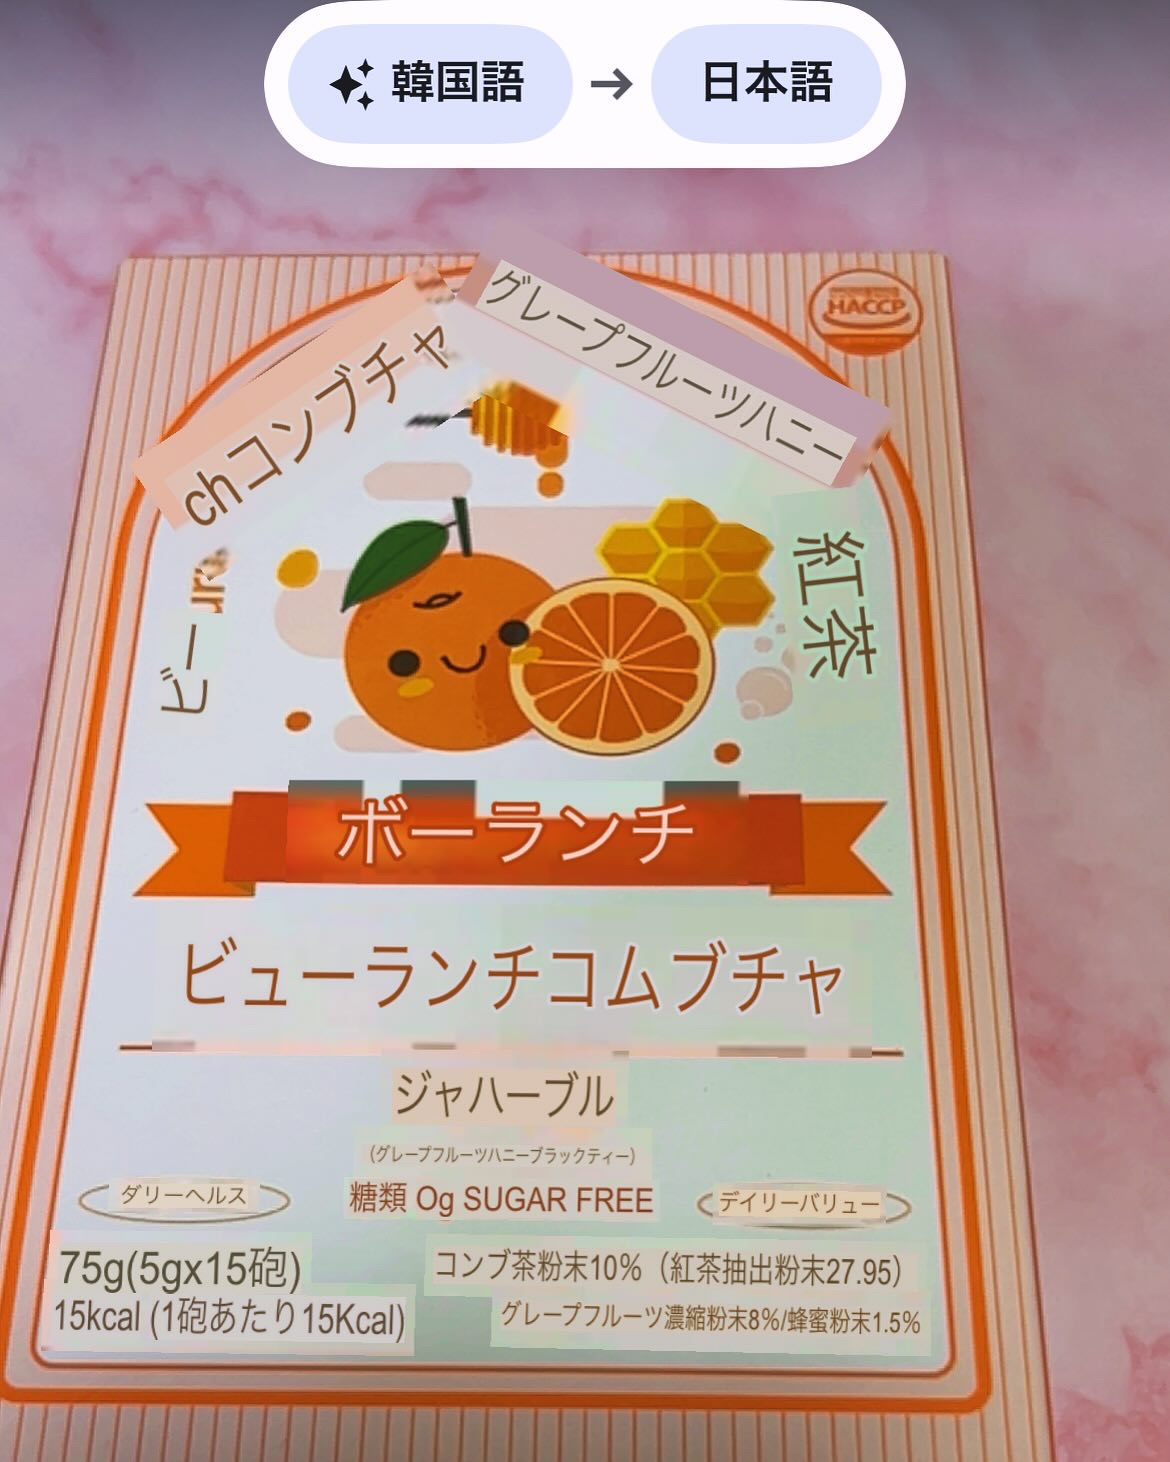 韓国語 → 日本語
HACCP
chコンブチャ
グレープフルーツハニー
紅茶
ビー
ボーランチ
ビューランチコムブチャ
ジャハーブル
(グレープフルーツハニーブラックティー)
ダリーヘルス
糖類 0g SUGAR FREE
デイリーバリュー
75g(5gx15砲)
15kcal (1砲あたり15Kcal)
コンブ茶粉末10%(紅茶抽出粉末27.95)
グレープフルーツ濃縮粉末8%/蜂蜜粉末1.5%